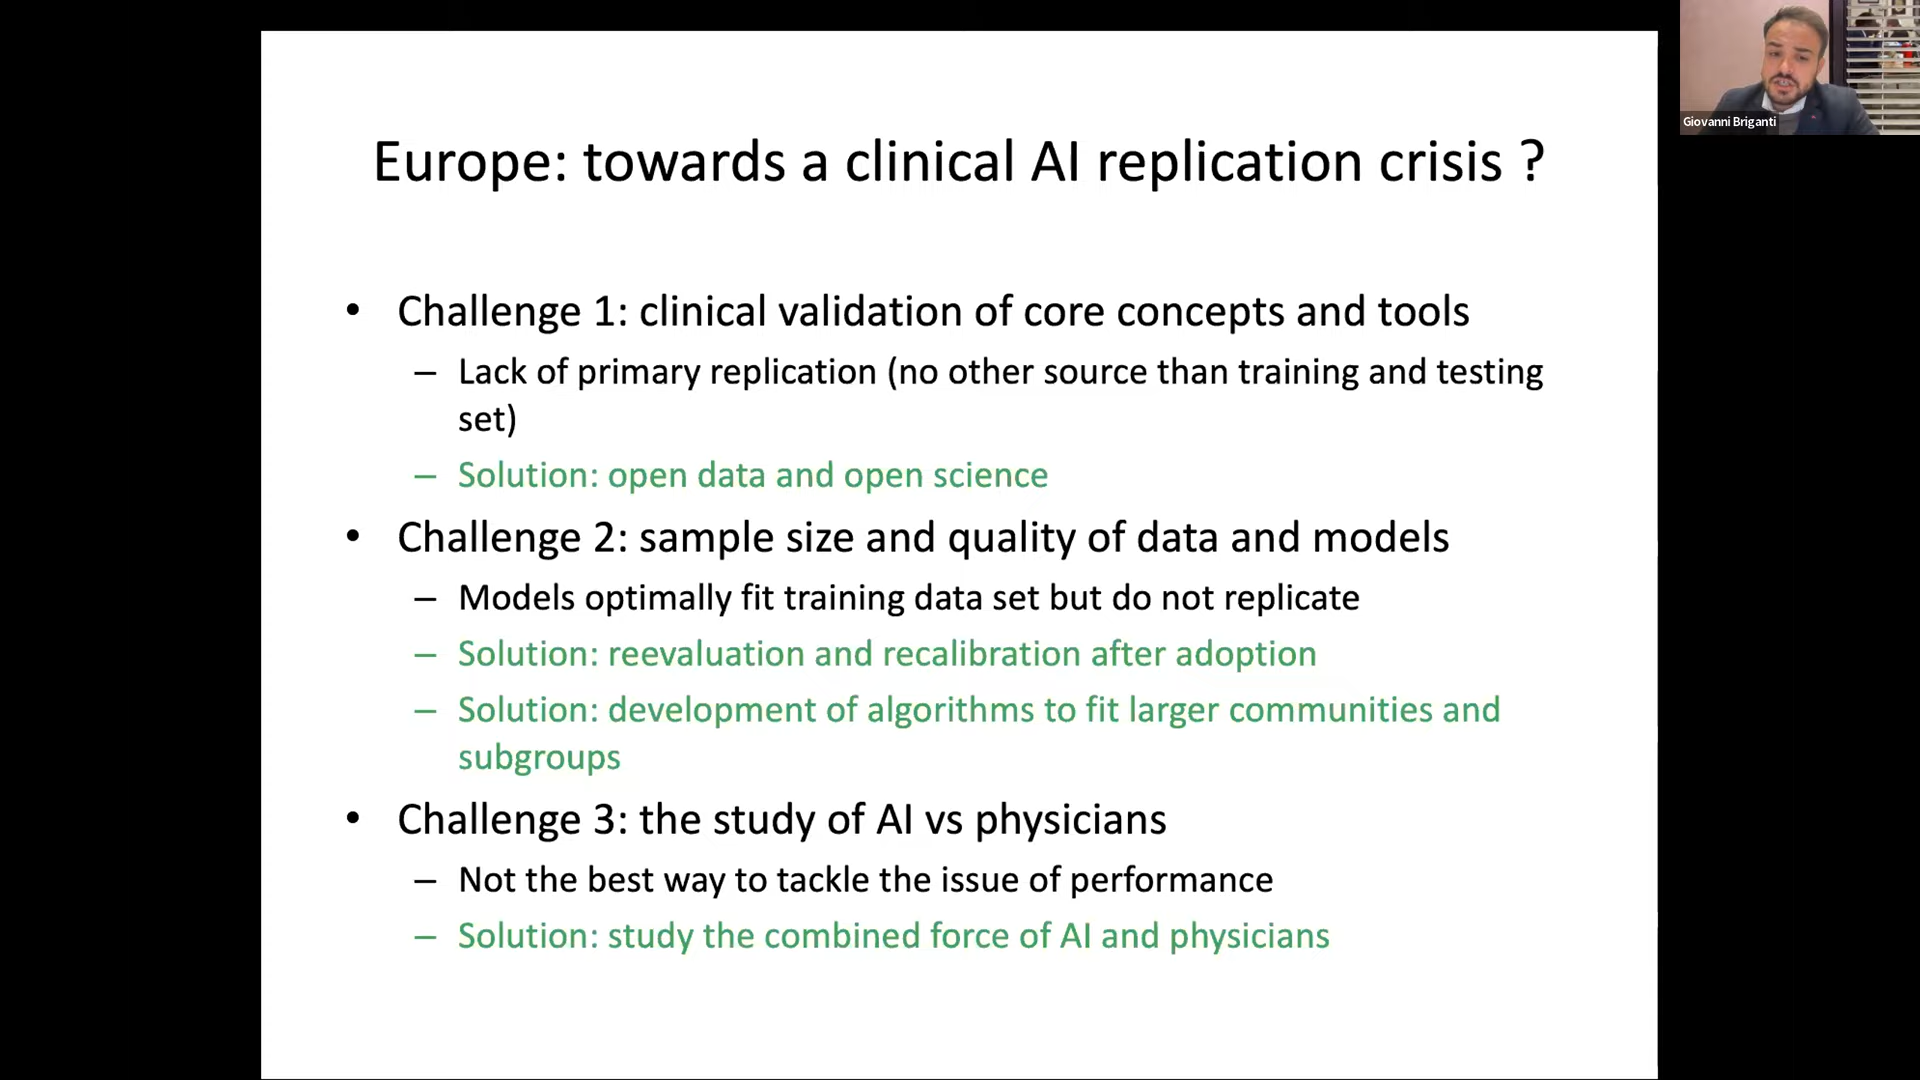 Europe: towards a clinical AI replication crisis ?
• Challenge 1: clinical validation of core concepts and tools
– Lack of primary replication (no other source than training and testing
set)
– Solution: open data and open science
• Challenge 2: sample size and quality of data and models
– Models optimally fit training data set but do not replicate
– Solution: reevaluation and recalibration after adoption
– Solution: development of algorithms to fit larger communities and
subgroups
• Challenge 3: the study of AI vs physicians
– Not the best way to tackle the issue of performance
– Solution: study the combined force of AI and physicians
Giovanni Briganti